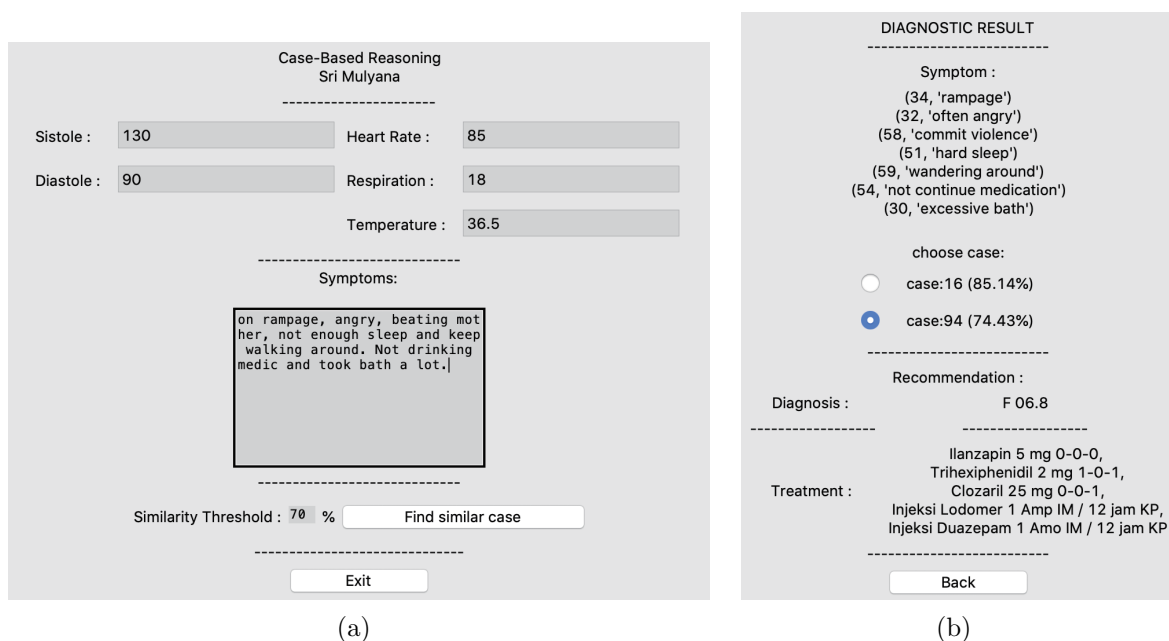 Case-Based Reasoning
Sri Mulyana
----------------------
Sistole : 130 Heart Rate : 85
Diastole : 90 Respiration : 18
Temperature : 36.5
-----------------------------
Symptoms:
on rampage, angry, beating mot
her, not enough sleep and keep
walking around. Not drinking
medic and took bath a lot.
-----------------------------
Similarity Threshold : 70 % Find similar case
------------------------------
Exit
(a)
DIAGNOSTIC RESULT
--------------------------
Symptom :
(34, 'rampage')
(32, 'often angry')
(58, 'commit violence')
(51, 'hard sleep')
(59, 'wandering around')
(54, 'not continue medication')
(30, 'excessive bath')
choose case:
case:16 (85.14%)
case:94 (74.43%)
--------------------------
Recommendation :
Diagnosis : F 06.8
------------------ ------------------
Treatment :
Ilanzapin 5 mg 0-0-0,
Trihexiphenidil 2 mg 1-0-1,
Clozaril 25 mg 0-0-1,
Injeksi Lodomer 1 Amp IM / 12 jam KP,
Injeksi Duazepam 1 Amo IM / 12 jam KP
--------------------------
Back
(b)